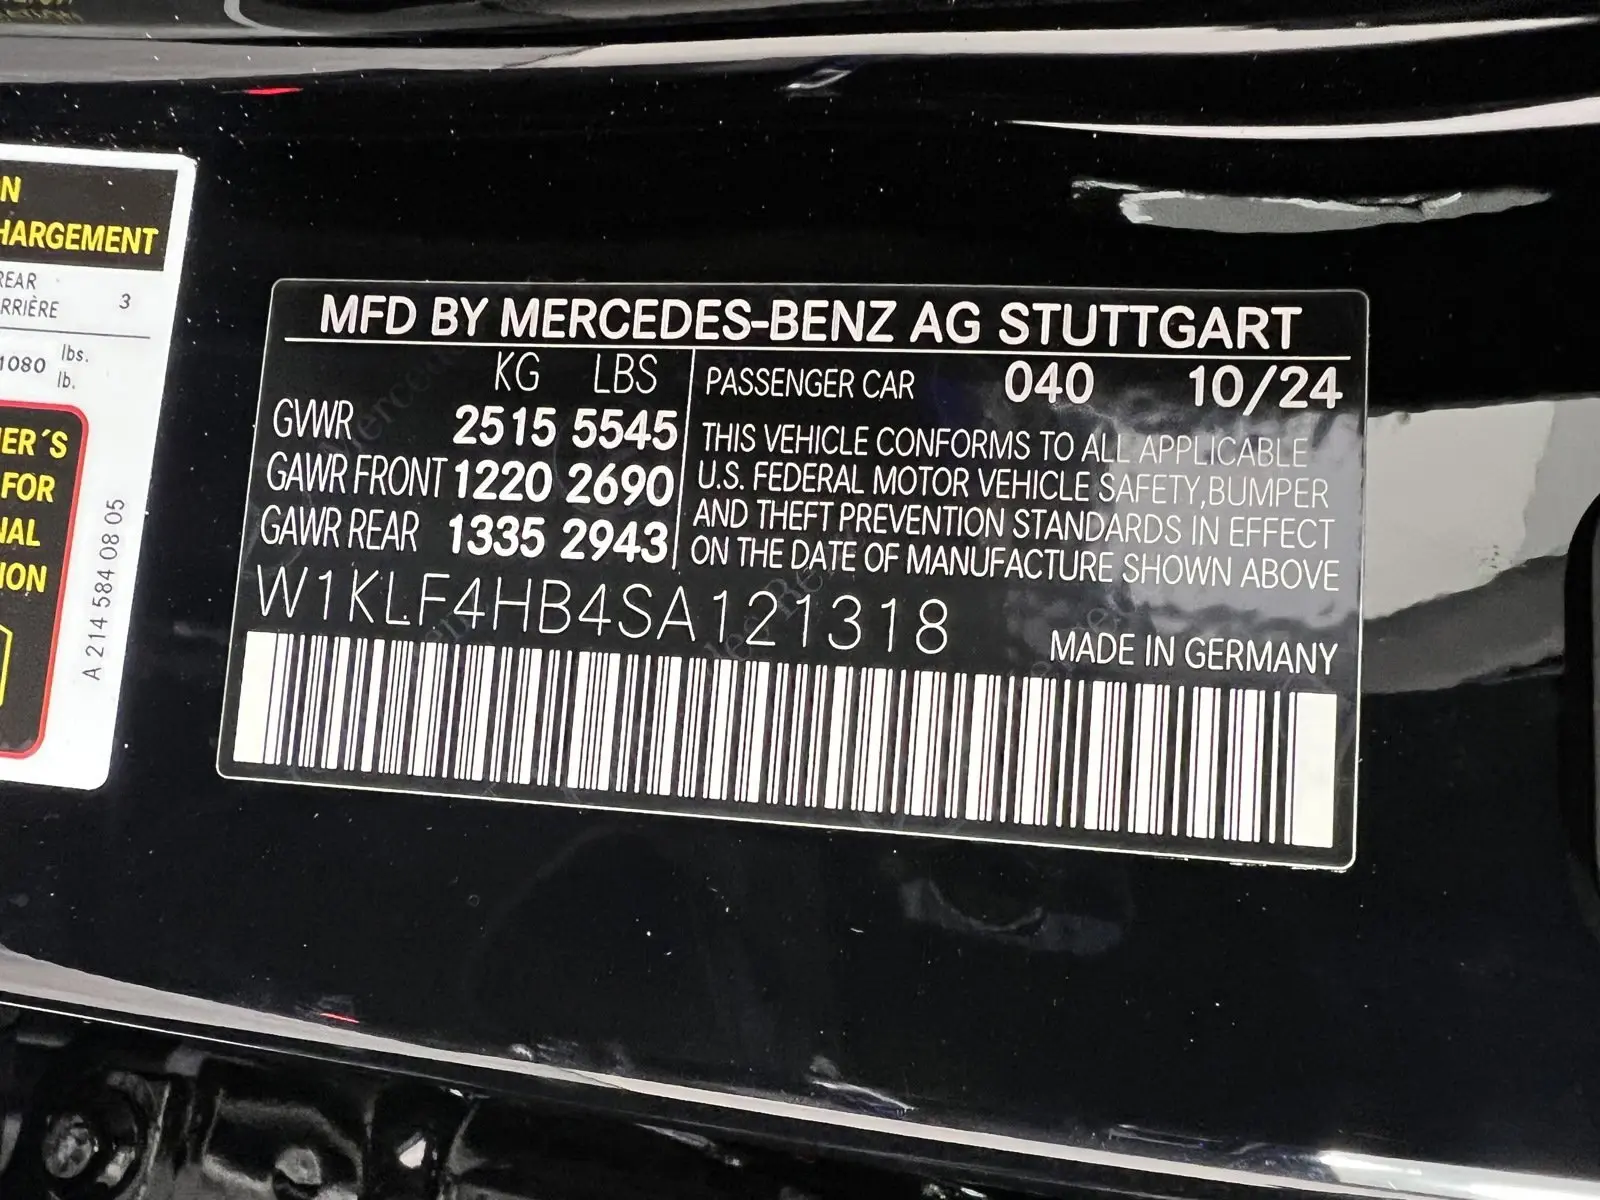 N
HARGEMENT
REAR
RRIÈRE
3
1080 lbs.
lb.
ER´S
FOR
NAL
ION
A 214 584 08 05
MFD BY MERCEDES-BENZ AG STUTTGART
KG LBS
GVWR 2515 5545
GAWR FRONT 1220 2690
GAWR REAR 1335 2943
PASSENGER CAR 040 10/24
THIS VEHICLE CONFORMS TO ALL APPLICABLE
U.S. FEDERAL MOTOR VEHICLE SAFETY,BUMPER
AND THEFT PREVENTION STANDARDS IN EFFECT
ON THE DATE OF MANUFACTURE SHOWN ABOVE
W1KLF4HB4SA121318
MADE IN GERMANY